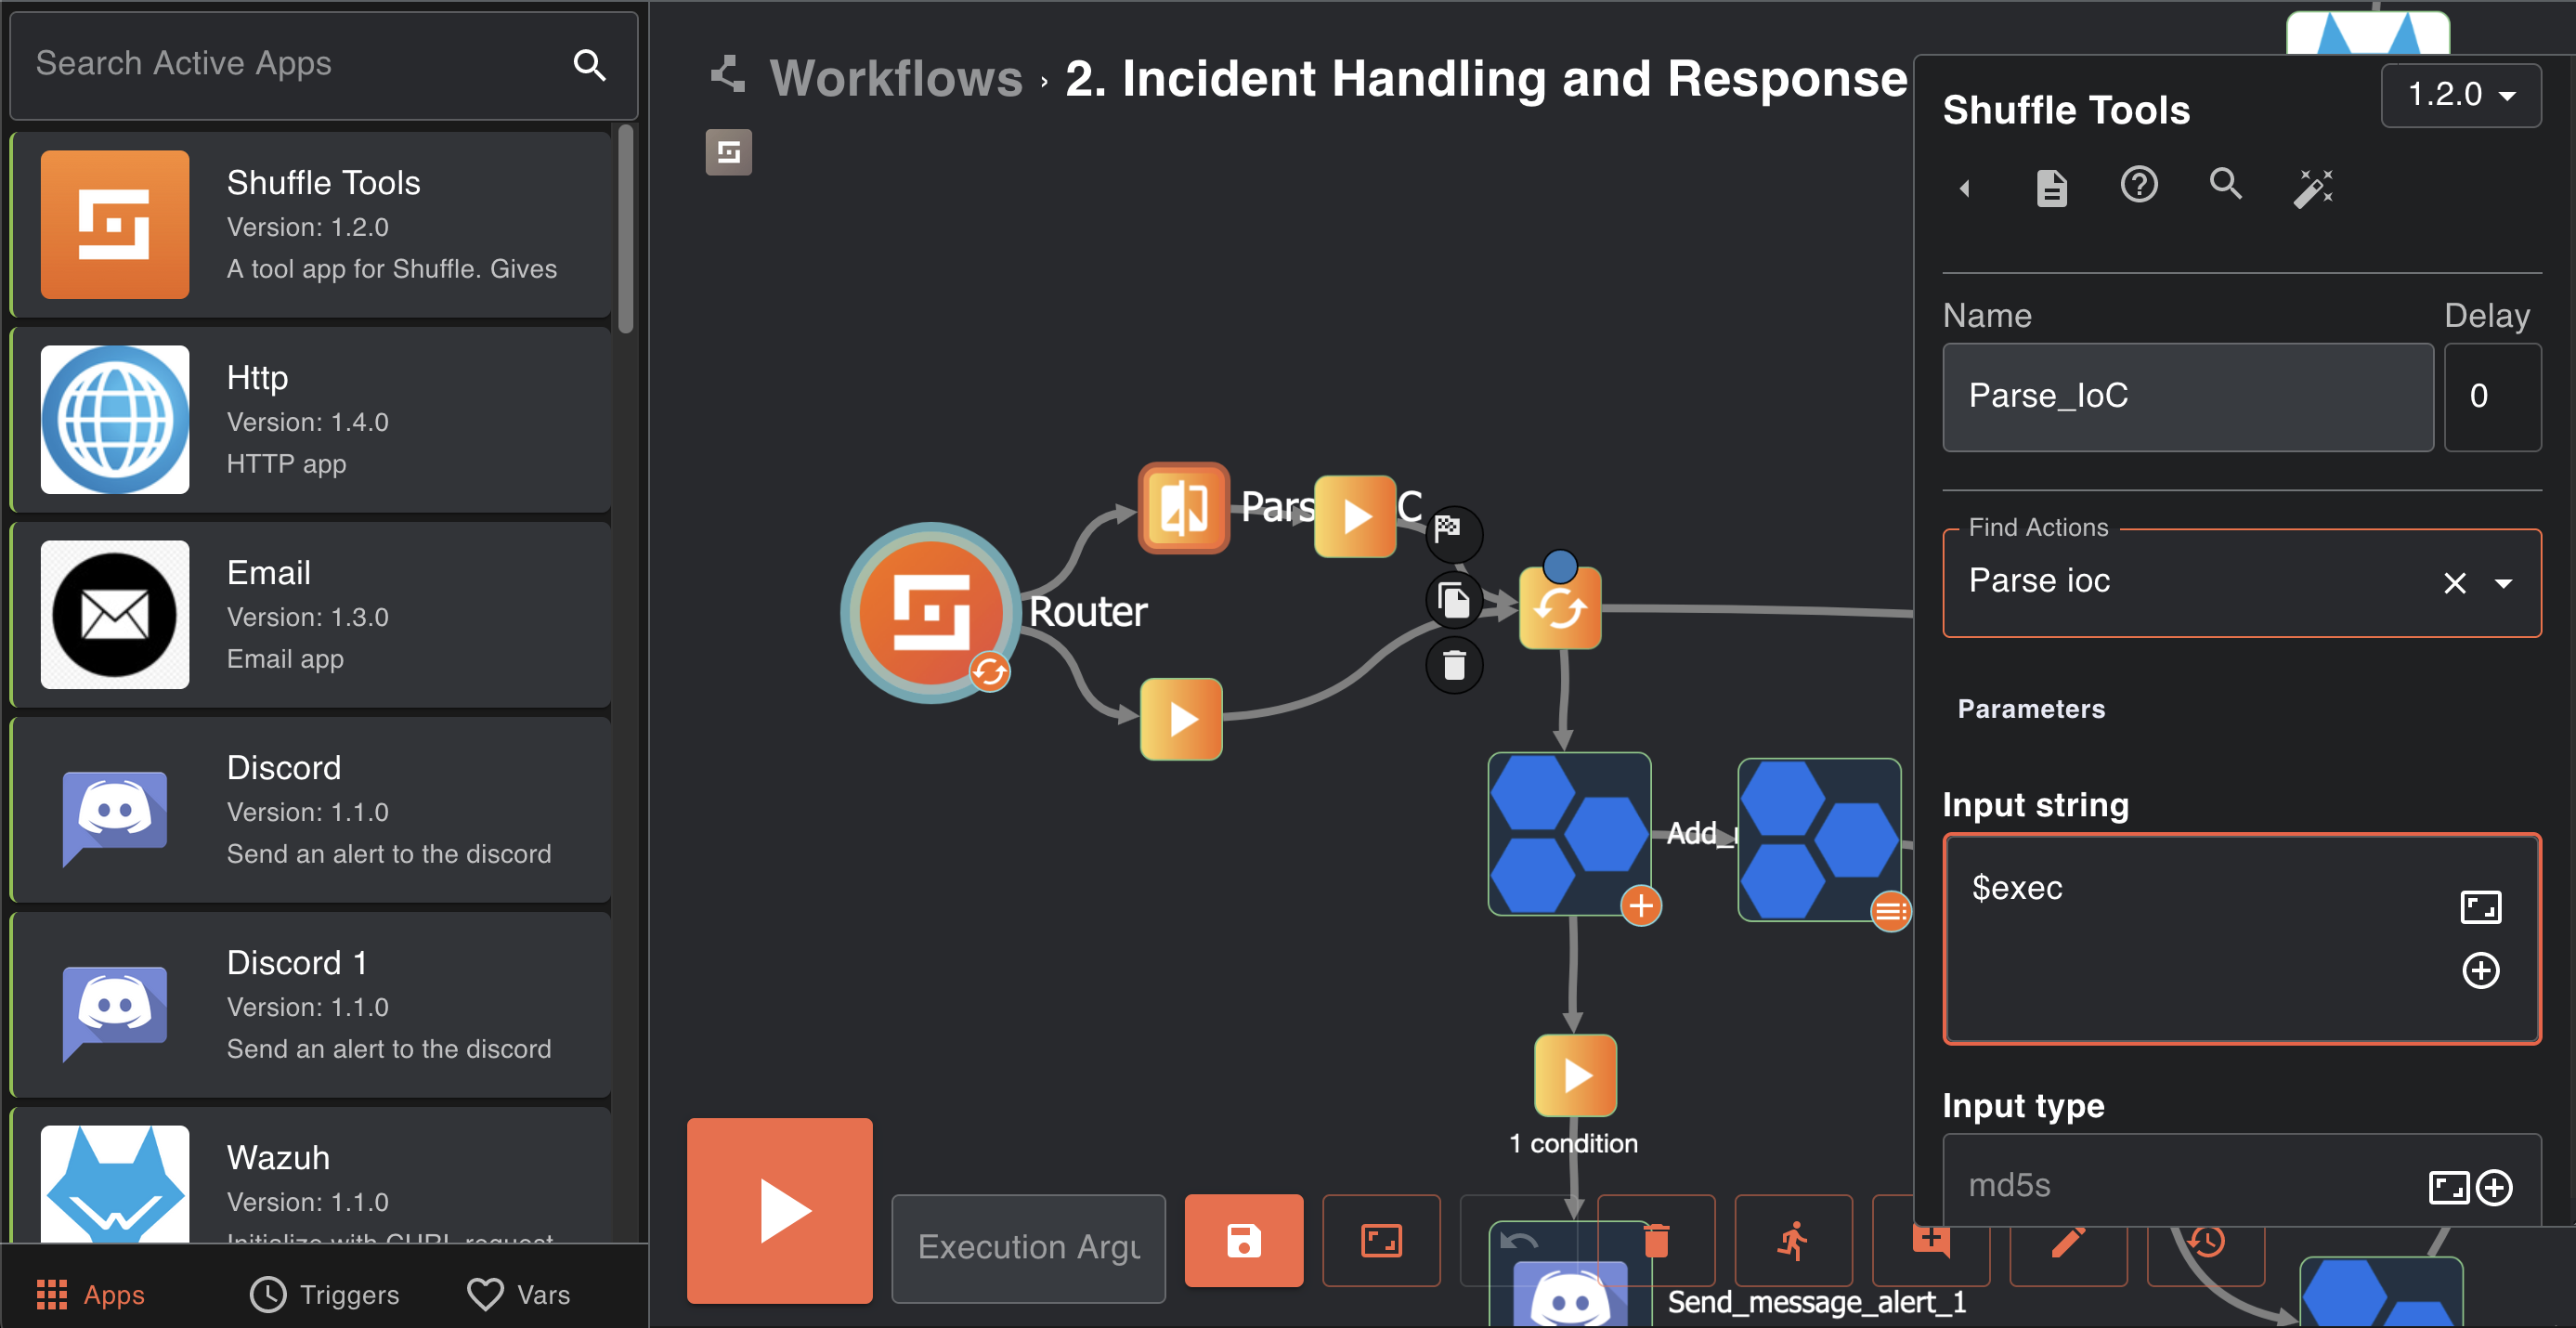 Search Active Apps
Shuffle Tools
Version: 1.2.0
A tool app for Shuffle. Gives
Http
Version: 1.4.0
HTTP app
Email
Version: 1.3.0
Email app
Discord
Version: 1.1.0
Send an alert to the discord
Discord 1
Version: 1.1.0
Send an alert to the discord
Wazuh
Version: 1.1.0
Initialize with CURL request
Apps
Triggers
Vars
Workflows › 2. Incident Handling and Response
Pars C
Router
Add_
1 condition
Send_message_alert_1
Execution Argu
Shuffle Tools
1.2.0
Name
Delay
Parse_IoC
0
Find Actions
Parse ioc
Parameters
Input string
$exec
Input type
md5s